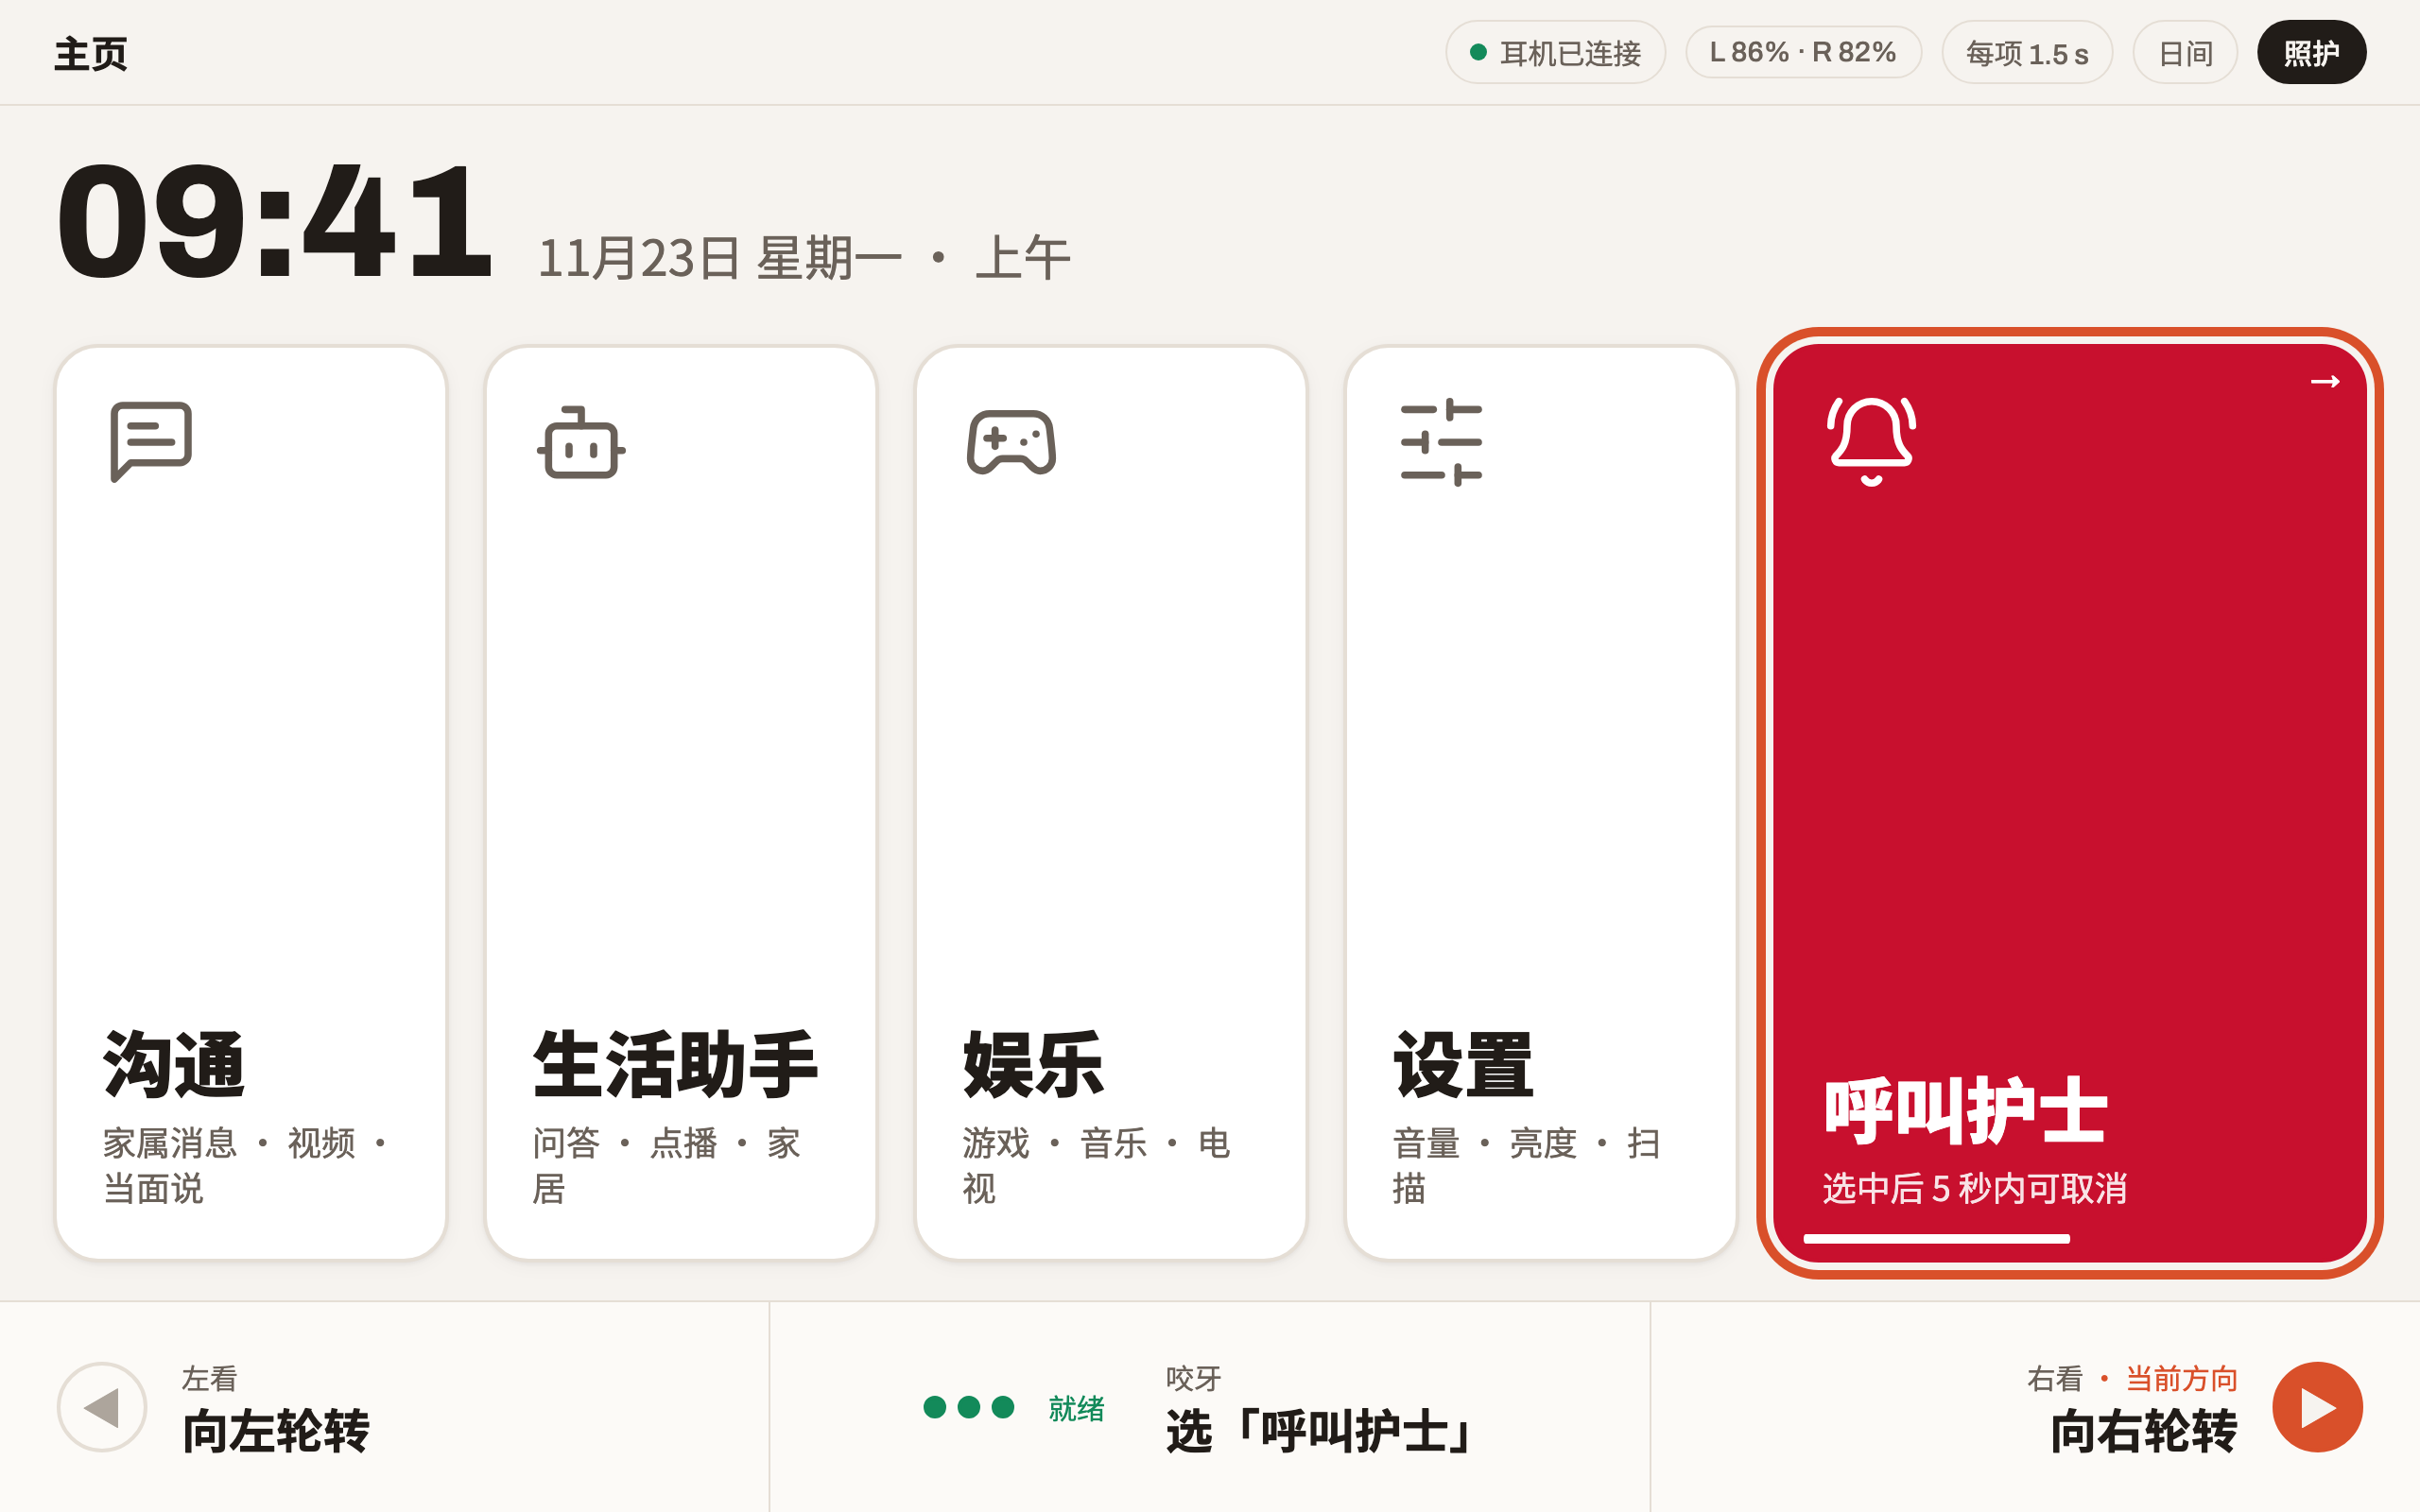 主页
耳机已连接
L 86% · R 82%
每项 1.5 s
日间
照护
09:41
11月23日 星期一 · 上午
沟通
家属消息 · 视频 ·
当面说
生活助手
问答 · 点播 · 家
居
娱乐
游戏 · 音乐 · 电
视
设置
音量 · 亮度 · 扫
描
→
呼叫护士
选中后 5 秒内可取消
左看
向左轮转
就绪
咬牙
选「呼叫护士」
右看 · 当前方向
向右轮转